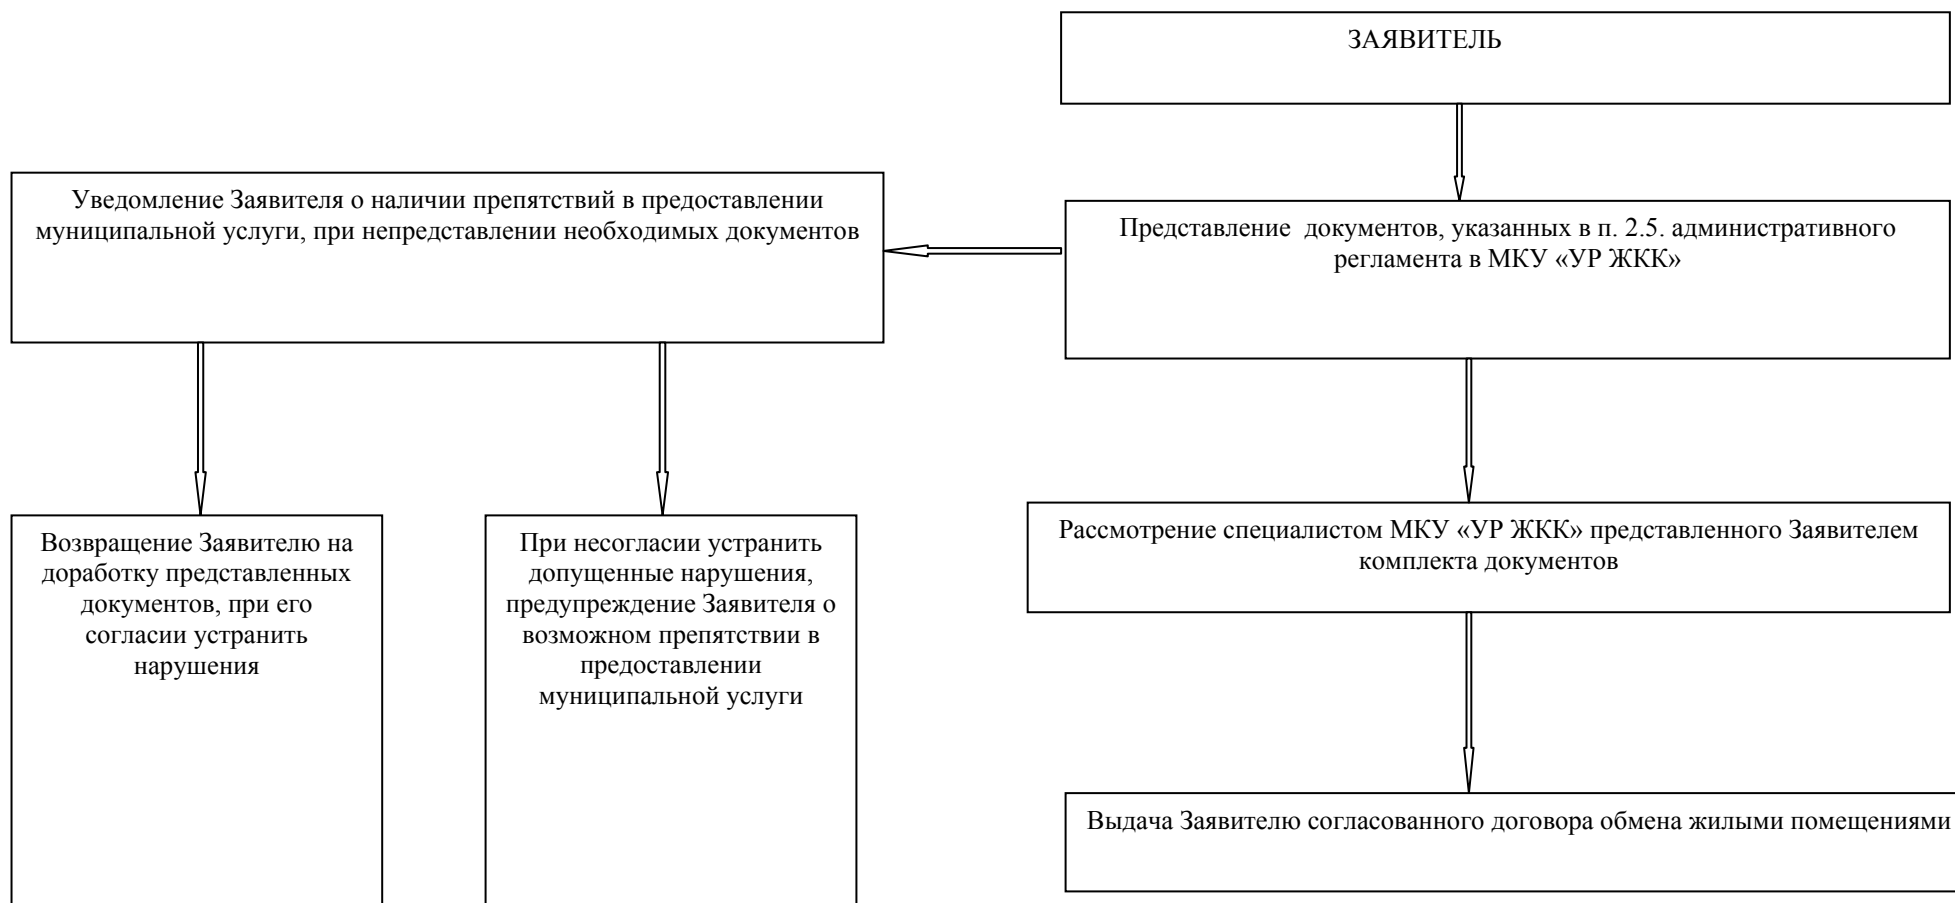 ЗАЯВИТЕЛЬ
Уведомление Заявителя о наличии препятствий в предоставлении
муниципальной услуги, при непредставлении необходимых документов
Представление документов, указанных в п. 2.5. административного
регламента в МКУ «УР ЖКК»
Возвращение Заявителю на
доработку представленных
документов, при его
согласии устранить
нарушения
При несогласии устранить
допущенные нарушения,
предупреждение Заявителя о
возможном препятствии в
предоставлении
муниципальной услуги
Рассмотрение специалистом МКУ «УР ЖКК» представленного Заявителем
комплекта документов
Выдача Заявителю согласованного договора обмена жилыми помещениями